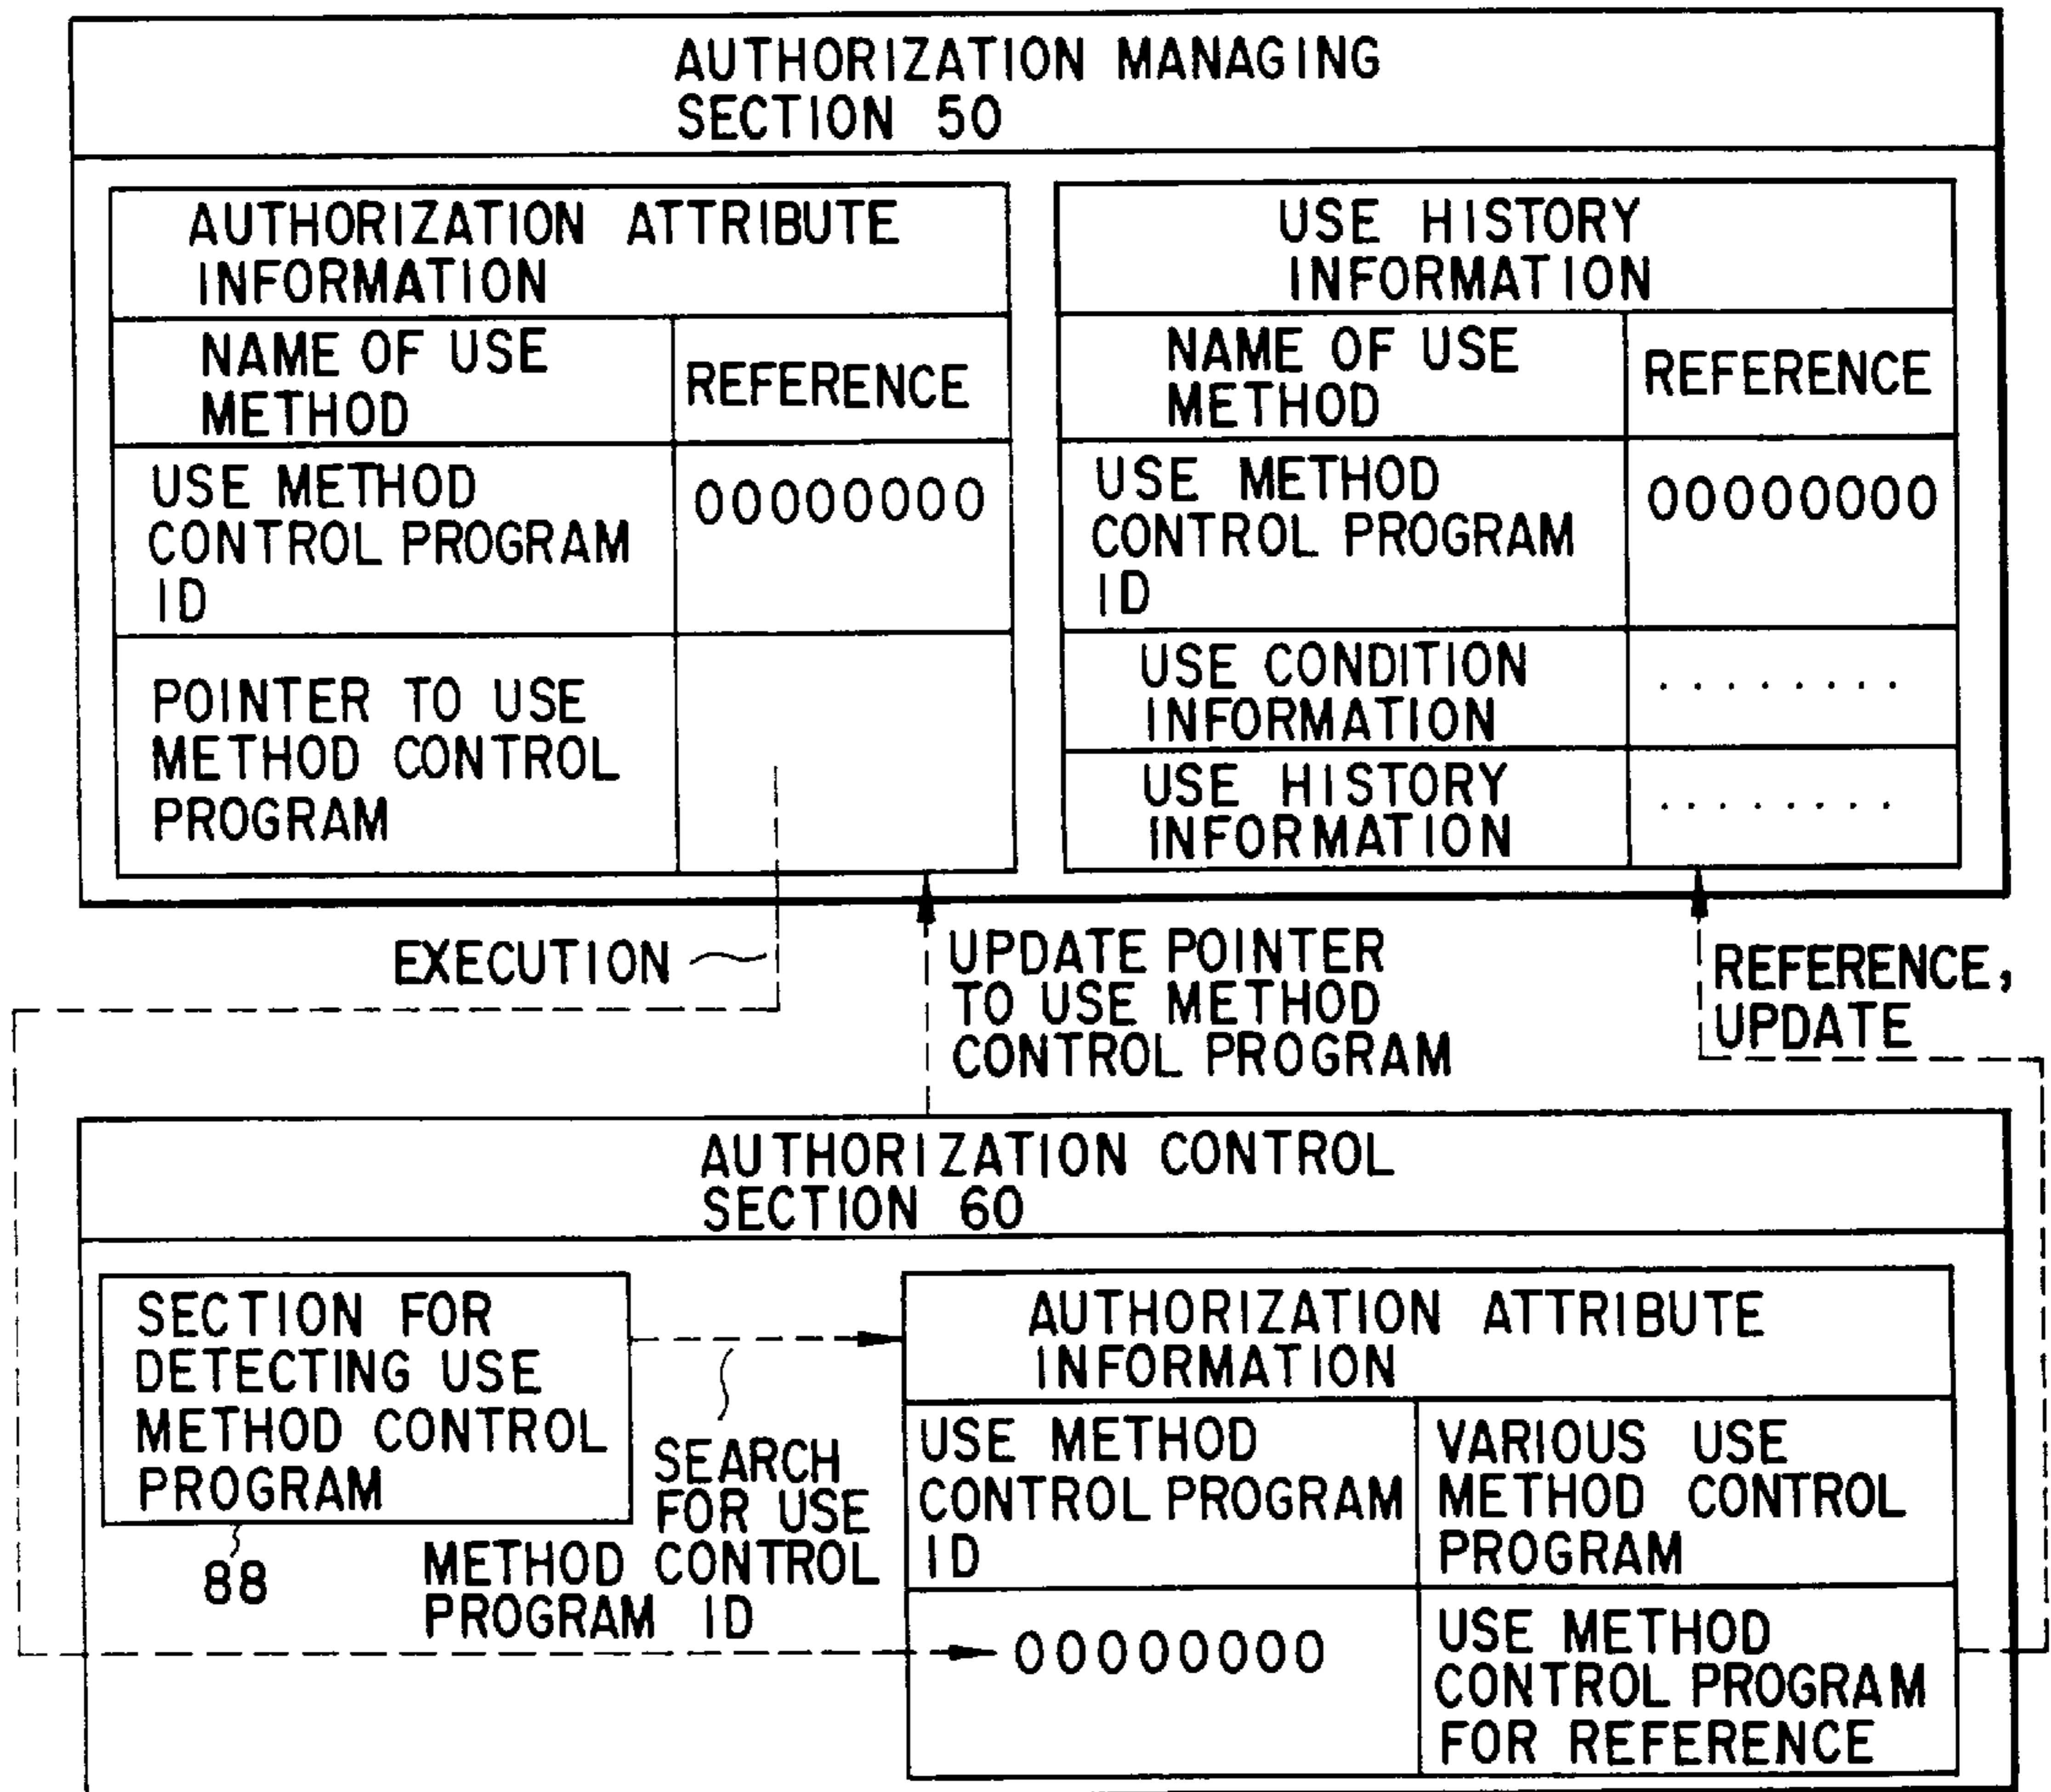 AUTHORIZATION MANAGING
SECTION 50
AUTHORIZATION ATTRIBUTE
INFORMATION
NAME OF USE
METHOD
REFERENCE
USE METHOD
CONTROL PROGRAM
ID
00000000
POINTER TO USE
METHOD CONTROL
PROGRAM
USE HISTORY
INFORMATION
NAME OF USE
METHOD
REFERENCE
USE METHOD
CONTROL PROGRAM
ID
00000000
USE CONDITION
INFORMATION
........
USE HISTORY
INFORMATION
........
EXECUTION
UPDATE POINTER
TO USE METHOD
CONTROL PROGRAM
REFERENCE,
UPDATE
AUTHORIZATION CONTROL
SECTION 60
SECTION FOR
DETECTING USE
METHOD CONTROL
PROGRAM
88
SEARCH
FOR USE
METHOD CONTROL
PROGRAM ID
AUTHORIZATION ATTRIBUTE
INFORMATION
USE METHOD
CONTROL PROGRAM
ID
VARIOUS USE
METHOD CONTROL
PROGRAM
00000000
USE METHOD
CONTROL PROGRAM
FOR REFERENCE